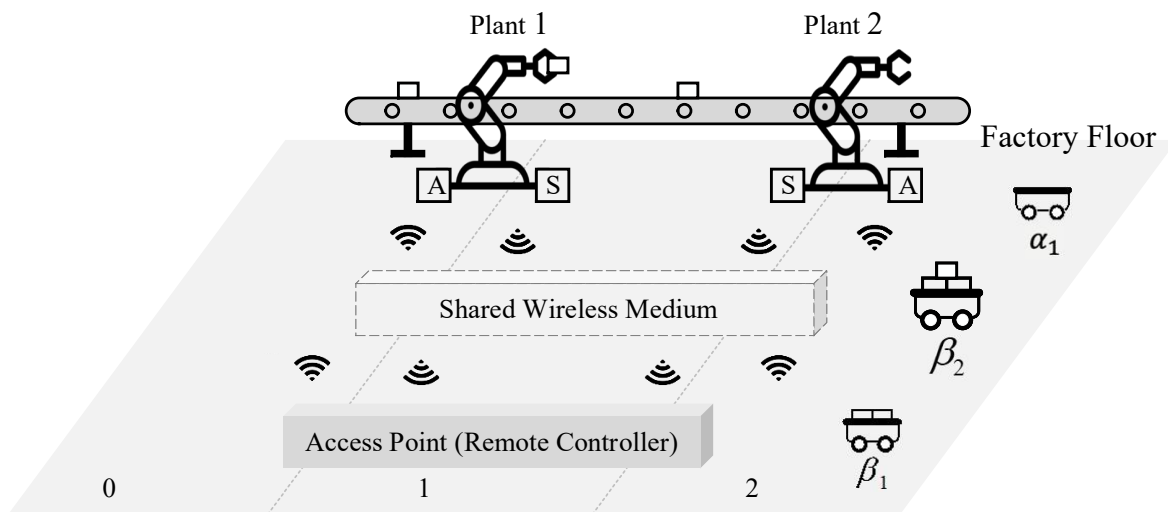 Plant 1
Plant 2
Factory Floor
A
S
S
A
α₁
Shared Wireless Medium
β₂
Access Point (Remote Controller)
β₁
0
1
2